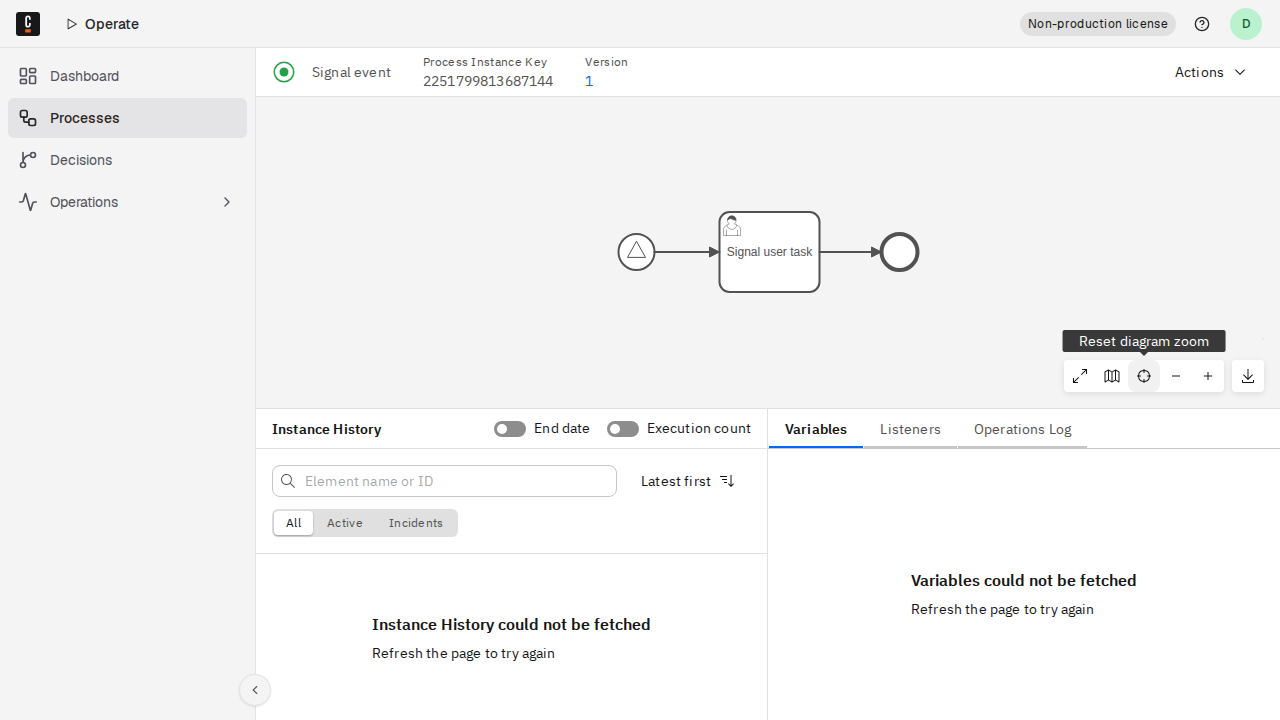 Operate
Non-production license
D
Dashboard
Processes
Decisions
Operations
Signal event
Process Instance Key
2251799813687144
Version
1
Actions
Signal user task
Reset diagram zoom
Instance History
End date
Execution count
Variables
Listeners
Operations Log
Element name or ID
Latest first
All
Active
Incidents
Instance History could not be fetched
Refresh the page to try again
Variables could not be fetched
Refresh the page to try again